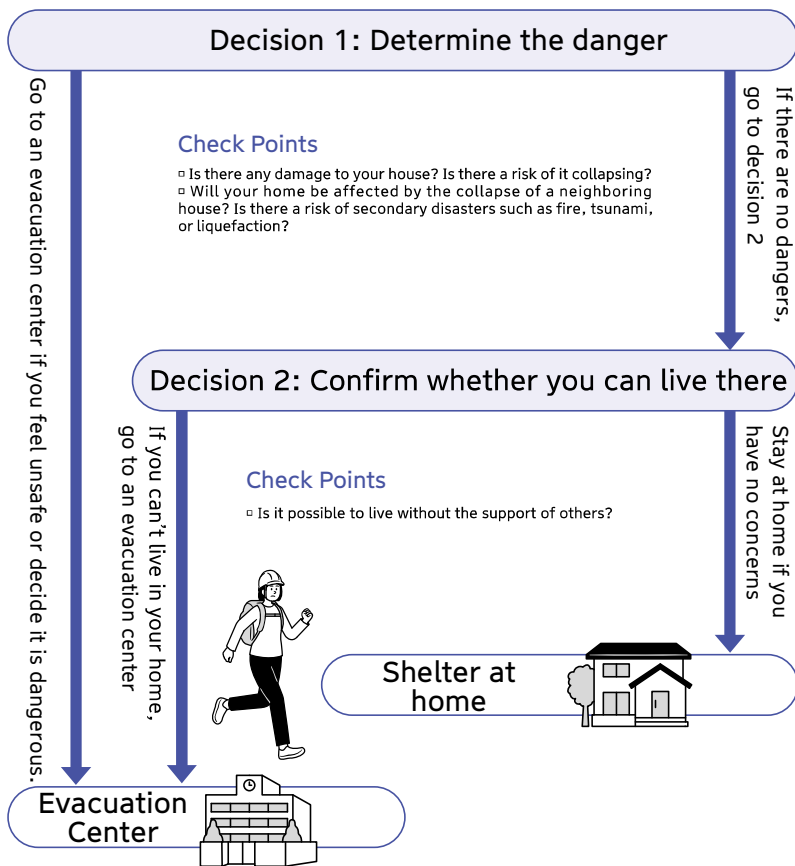 Decision 1: Determine the danger
Go to an evacuation center if you feel unsafe or decide it is dangerous.
If there are no dangers,
go to decision 2
Check Points
▫ Is there any damage to your house? Is there a risk of it collapsing?
▫ Will your home be affected by the collapse of a neighboring
house? Is there a risk of secondary disasters such as fire, tsunami,
or liquefaction?
Decision 2: Confirm whether you can live there
If you can't live in your home,
go to an evacuation center
Stay at home if you
have no concerns
Check Points
▫ Is it possible to live without the support of others?
Shelter at
home
Evacuation
Center